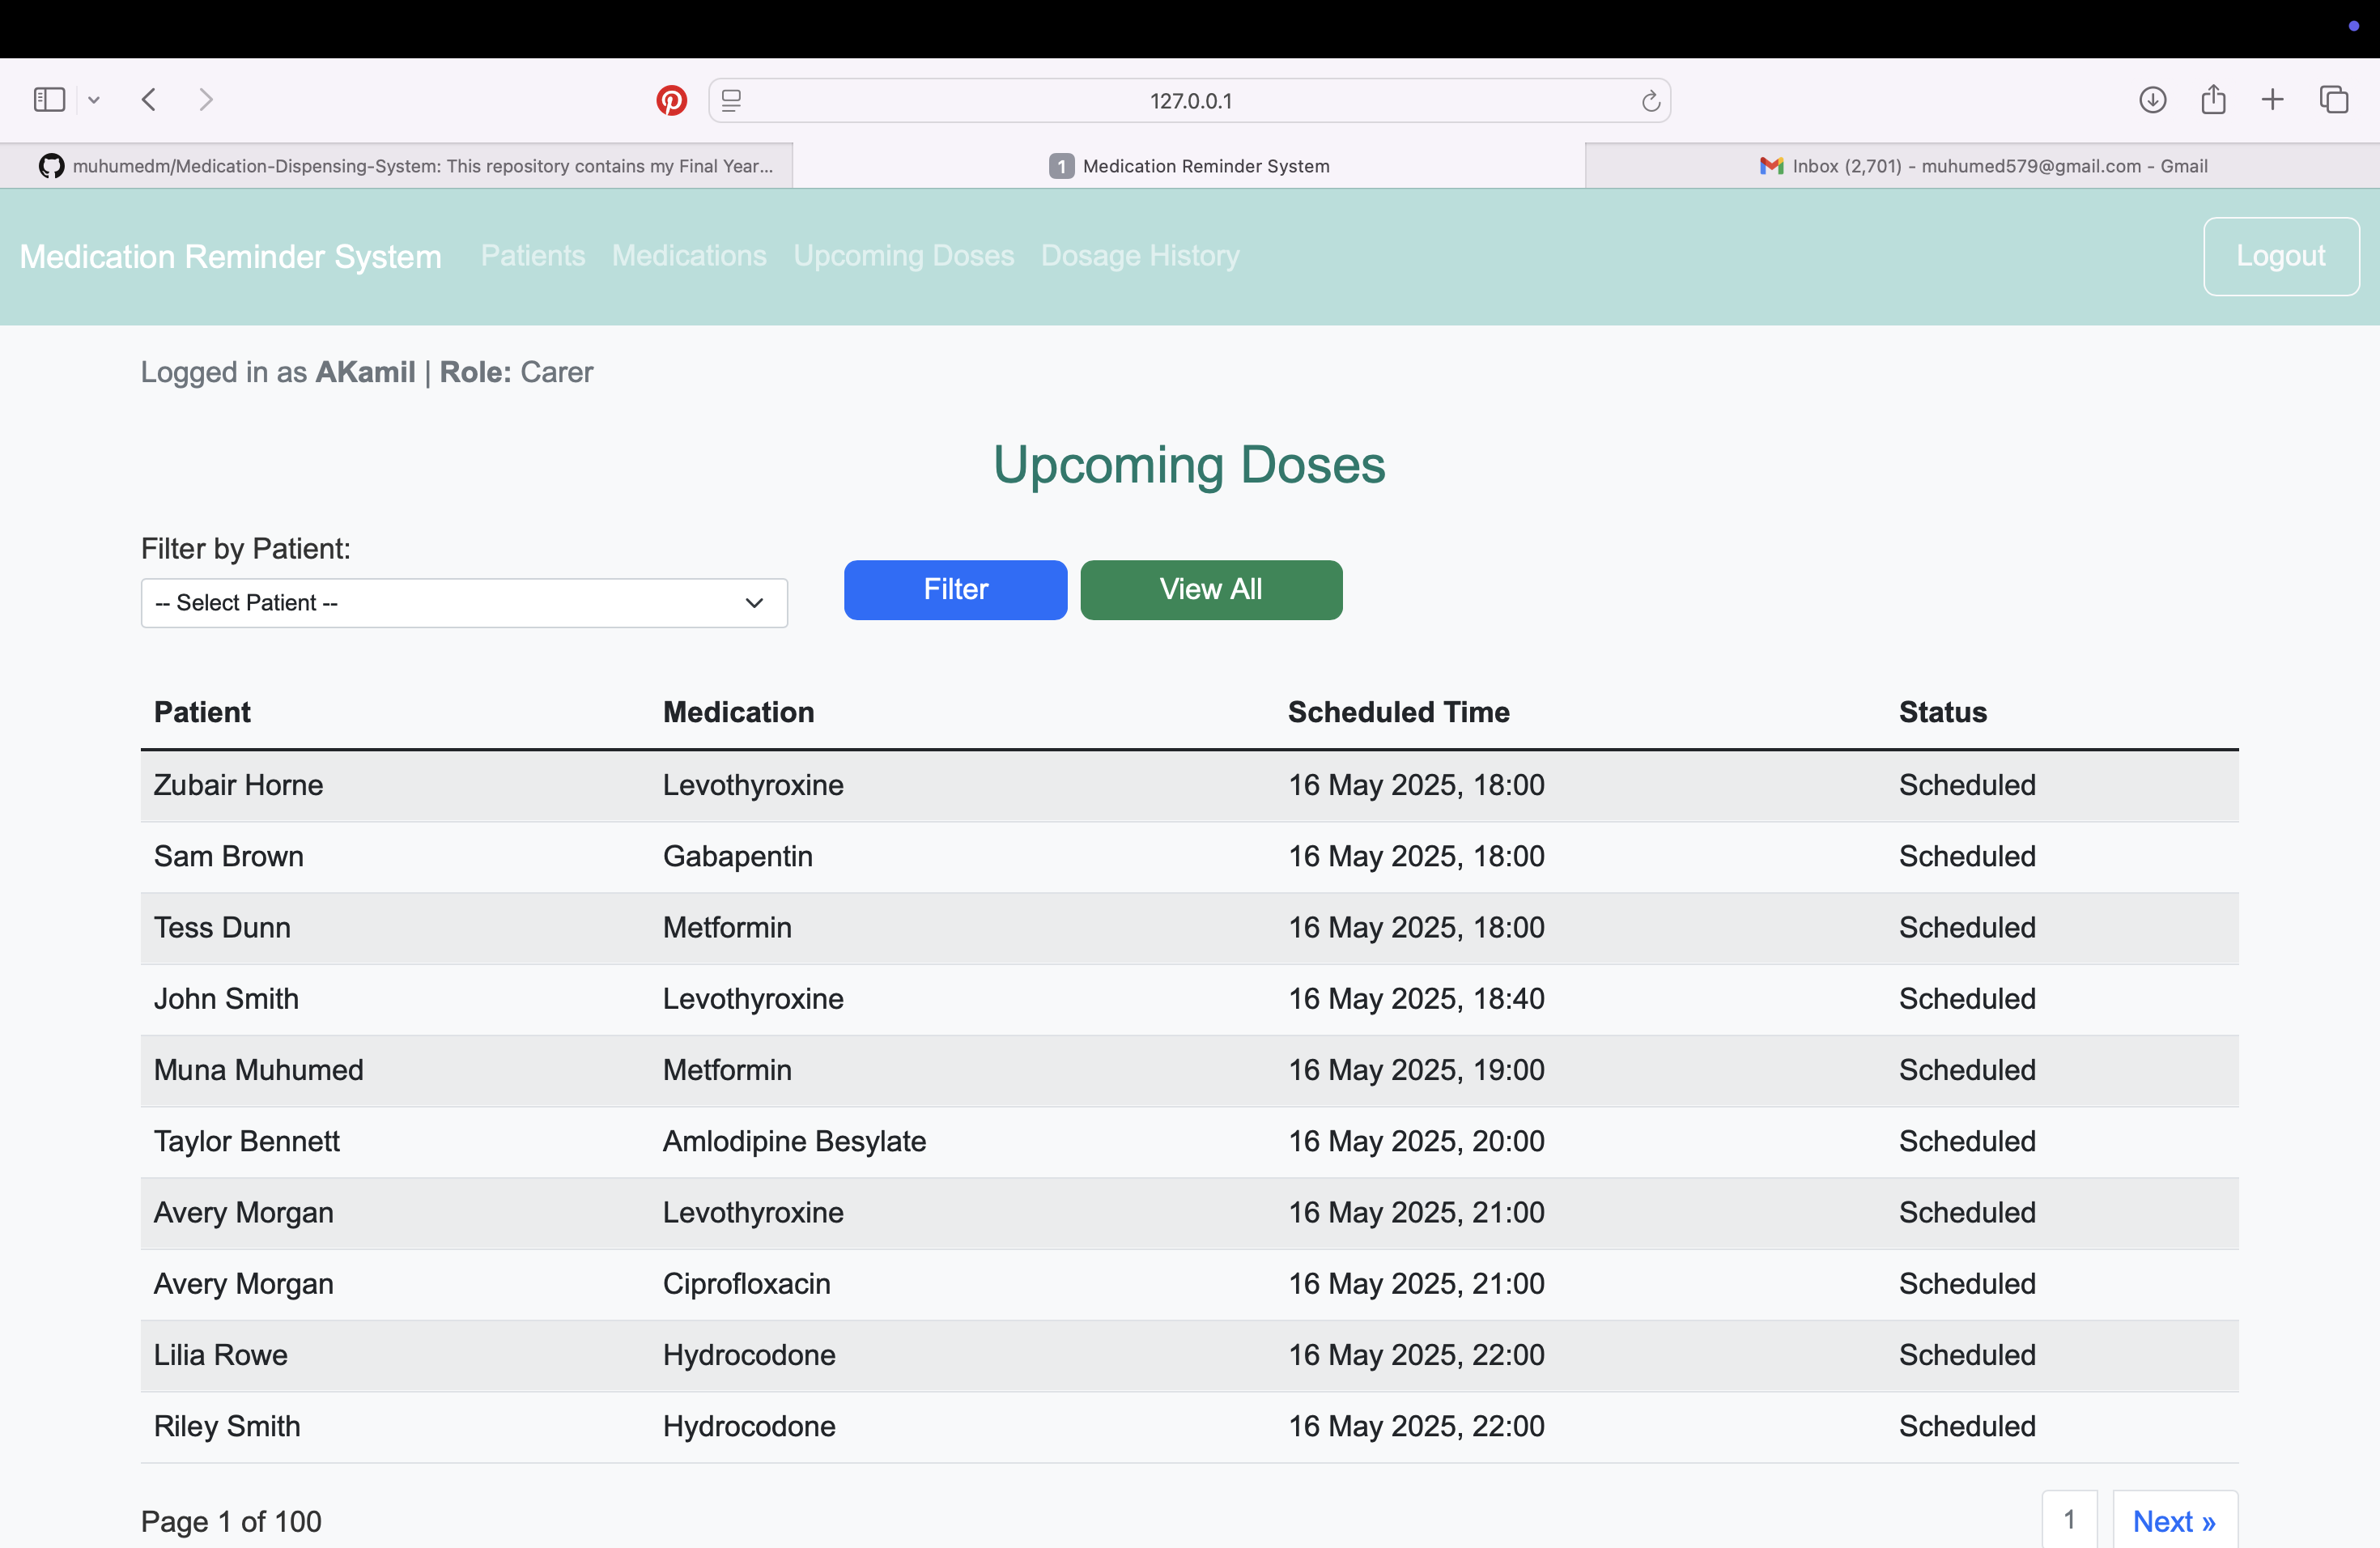 127.0.0.1
muhumedm/Medication-Dispensing-System: This repository contains my Final Year...
1 Medication Reminder System
Inbox (2,701) - muhumed579@gmail.com - Gmail
Medication Reminder System Patients Medications Upcoming Doses Dosage History Logout
Logged in as AKamil | Role: Carer
Upcoming Doses
Filter by Patient:
-- Select Patient -- Filter View All
Patient Medication Scheduled Time Status
Zubair Horne Levothyroxine 16 May 2025, 18:00 Scheduled
Sam Brown Gabapentin 16 May 2025, 18:00 Scheduled
Tess Dunn Metformin 16 May 2025, 18:00 Scheduled
John Smith Levothyroxine 16 May 2025, 18:40 Scheduled
Muna Muhumed Metformin 16 May 2025, 19:00 Scheduled
Taylor Bennett Amlodipine Besylate 16 May 2025, 20:00 Scheduled
Avery Morgan Levothyroxine 16 May 2025, 21:00 Scheduled
Avery Morgan Ciprofloxacin 16 May 2025, 21:00 Scheduled
Lilia Rowe Hydrocodone 16 May 2025, 22:00 Scheduled
Riley Smith Hydrocodone 16 May 2025, 22:00 Scheduled
Page 1 of 100 1 Next »